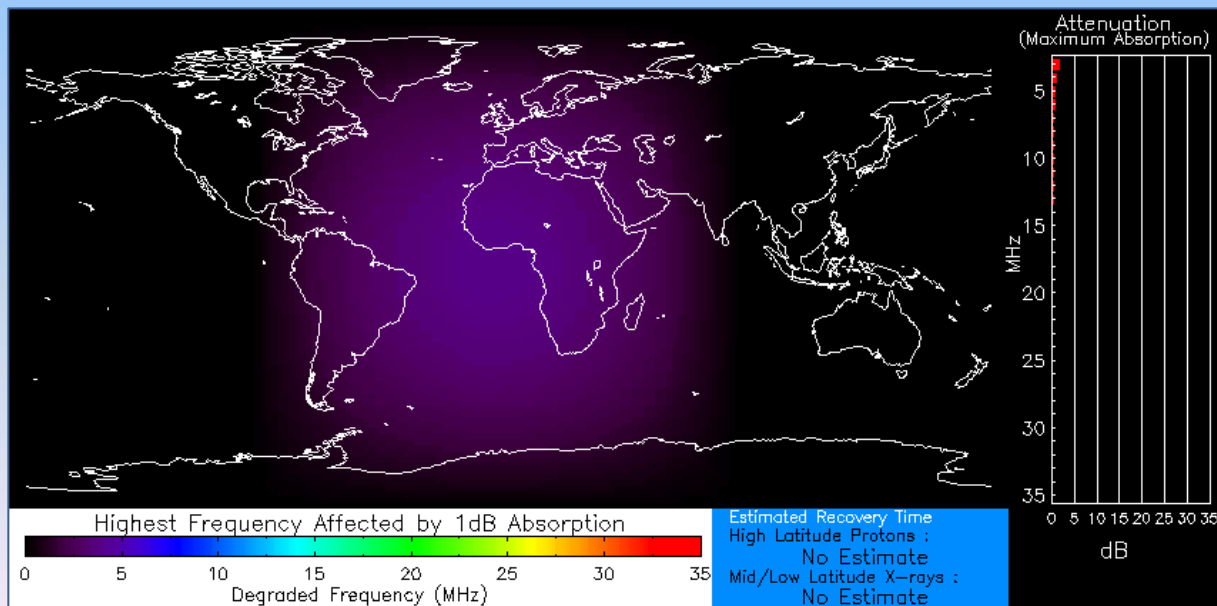 Attenuation
(Maximum Absorption)
5
10
15
20
25
30
35
MHz
0 5 10 15 20 25 30 35
dB
Highest Frequency Affected by 1dB Absorption
0 5 10 15 20 25 30 35
Degraded Frequency (MHz)
Estimated Recovery Time
High Latitude Protons :
No Estimate
Mid/Low Latitude X-rays :
No Estimate